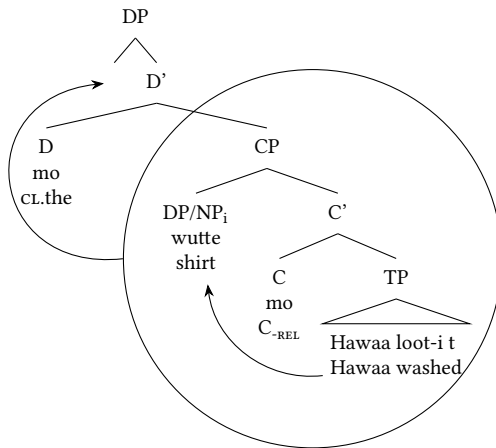 DP
D’
D
mo
CL.the
CP
DP/NPi
wutte
shirt
C’
C
mo
C-REL
TP
Hawaa loot-i t
Hawaa washed